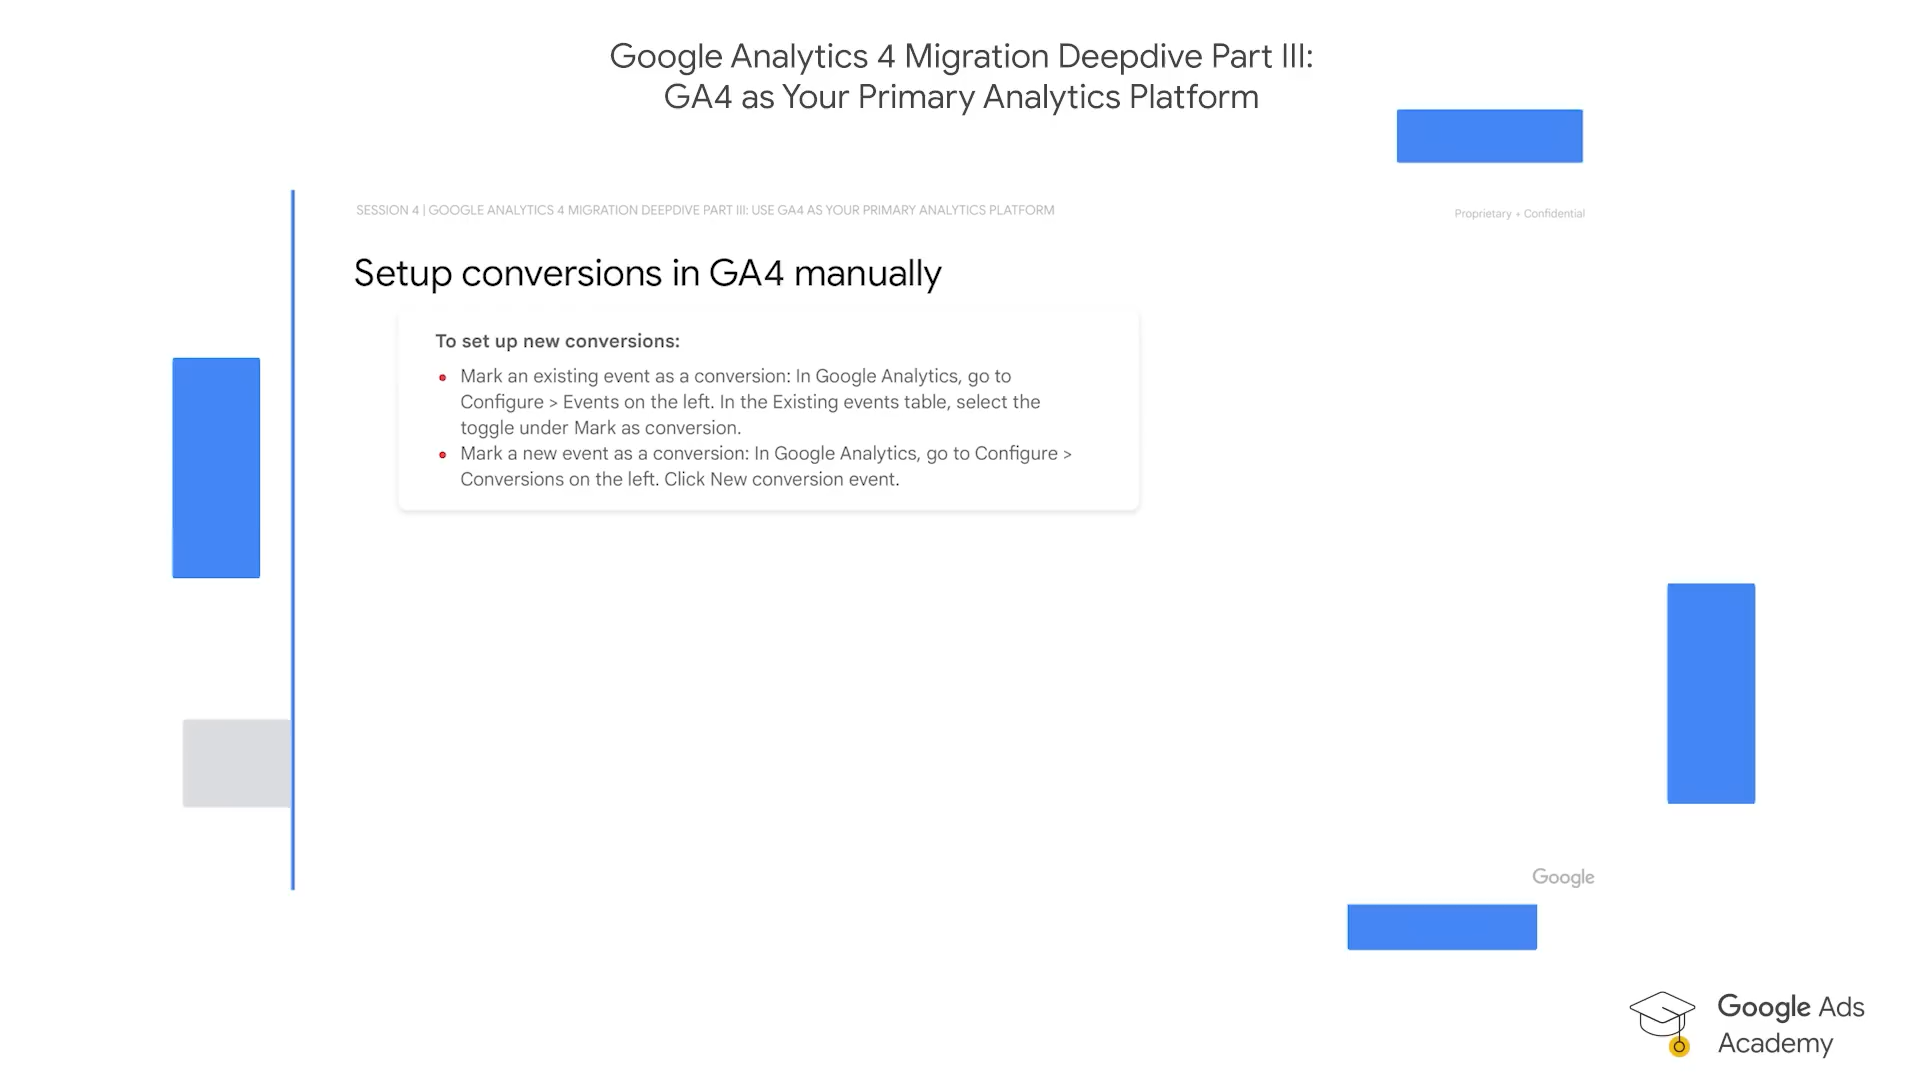 Google Analytics 4 Migration Deepdive Part III:
GA4 as Your Primary Analytics Platform
SESSION 4 | GOOGLE ANALYTICS 4 MIGRATION DEEPDIVE PART III: USE GA4 AS YOUR PRIMARY ANALYTICS PLATFORM
Proprietary + Confidential
Setup conversions in GA4 manually
To set up new conversions:
• Mark an existing event as a conversion: In Google Analytics, go to
Configure > Events on the left. In the Existing events table, select the
toggle under Mark as conversion.
• Mark a new event as a conversion: In Google Analytics, go to Configure >
Conversions on the left. Click New conversion event.
Google
Google Ads
Academy